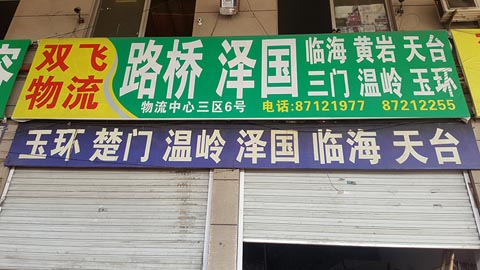 双飞
物流
路桥 泽国
临海 黄岩 天台
三门 温岭 玉环
物流中心三区6号 电话:87121977 87212255
玉环 楚门 温岭 泽国 临海 天台